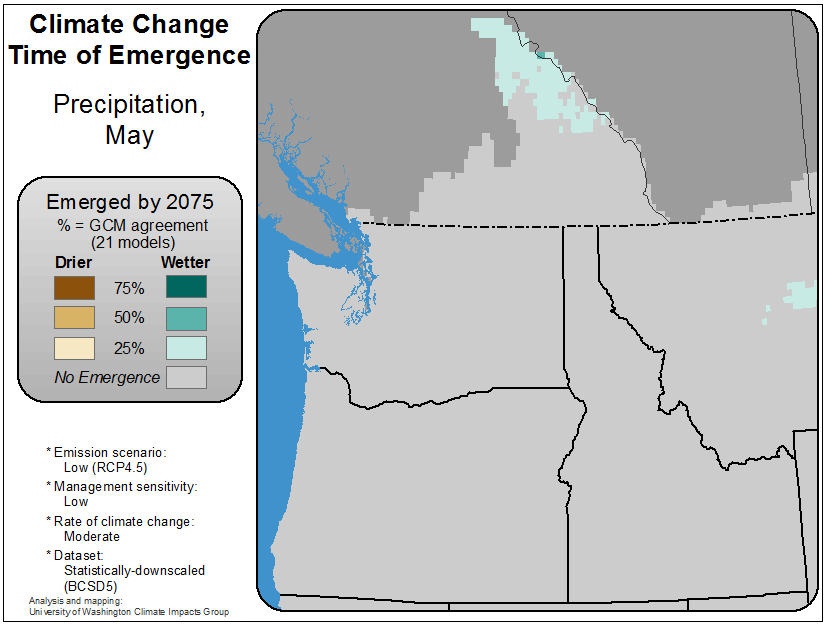 Climate Change
Time of Emergence
Precipitation,
May
Emerged by 2075
% = GCM agreement
(21 models)
Drier Wetter
75%
50%
25%
No Emergence
* Emission scenario:
Low (RCP4.5)
* Management sensitivity:
Low
* Rate of climate change:
Moderate
* Dataset:
Statistically-downscaled
(BCSD5)
Analysis and mapping:
University of Washington Climate Impacts Group